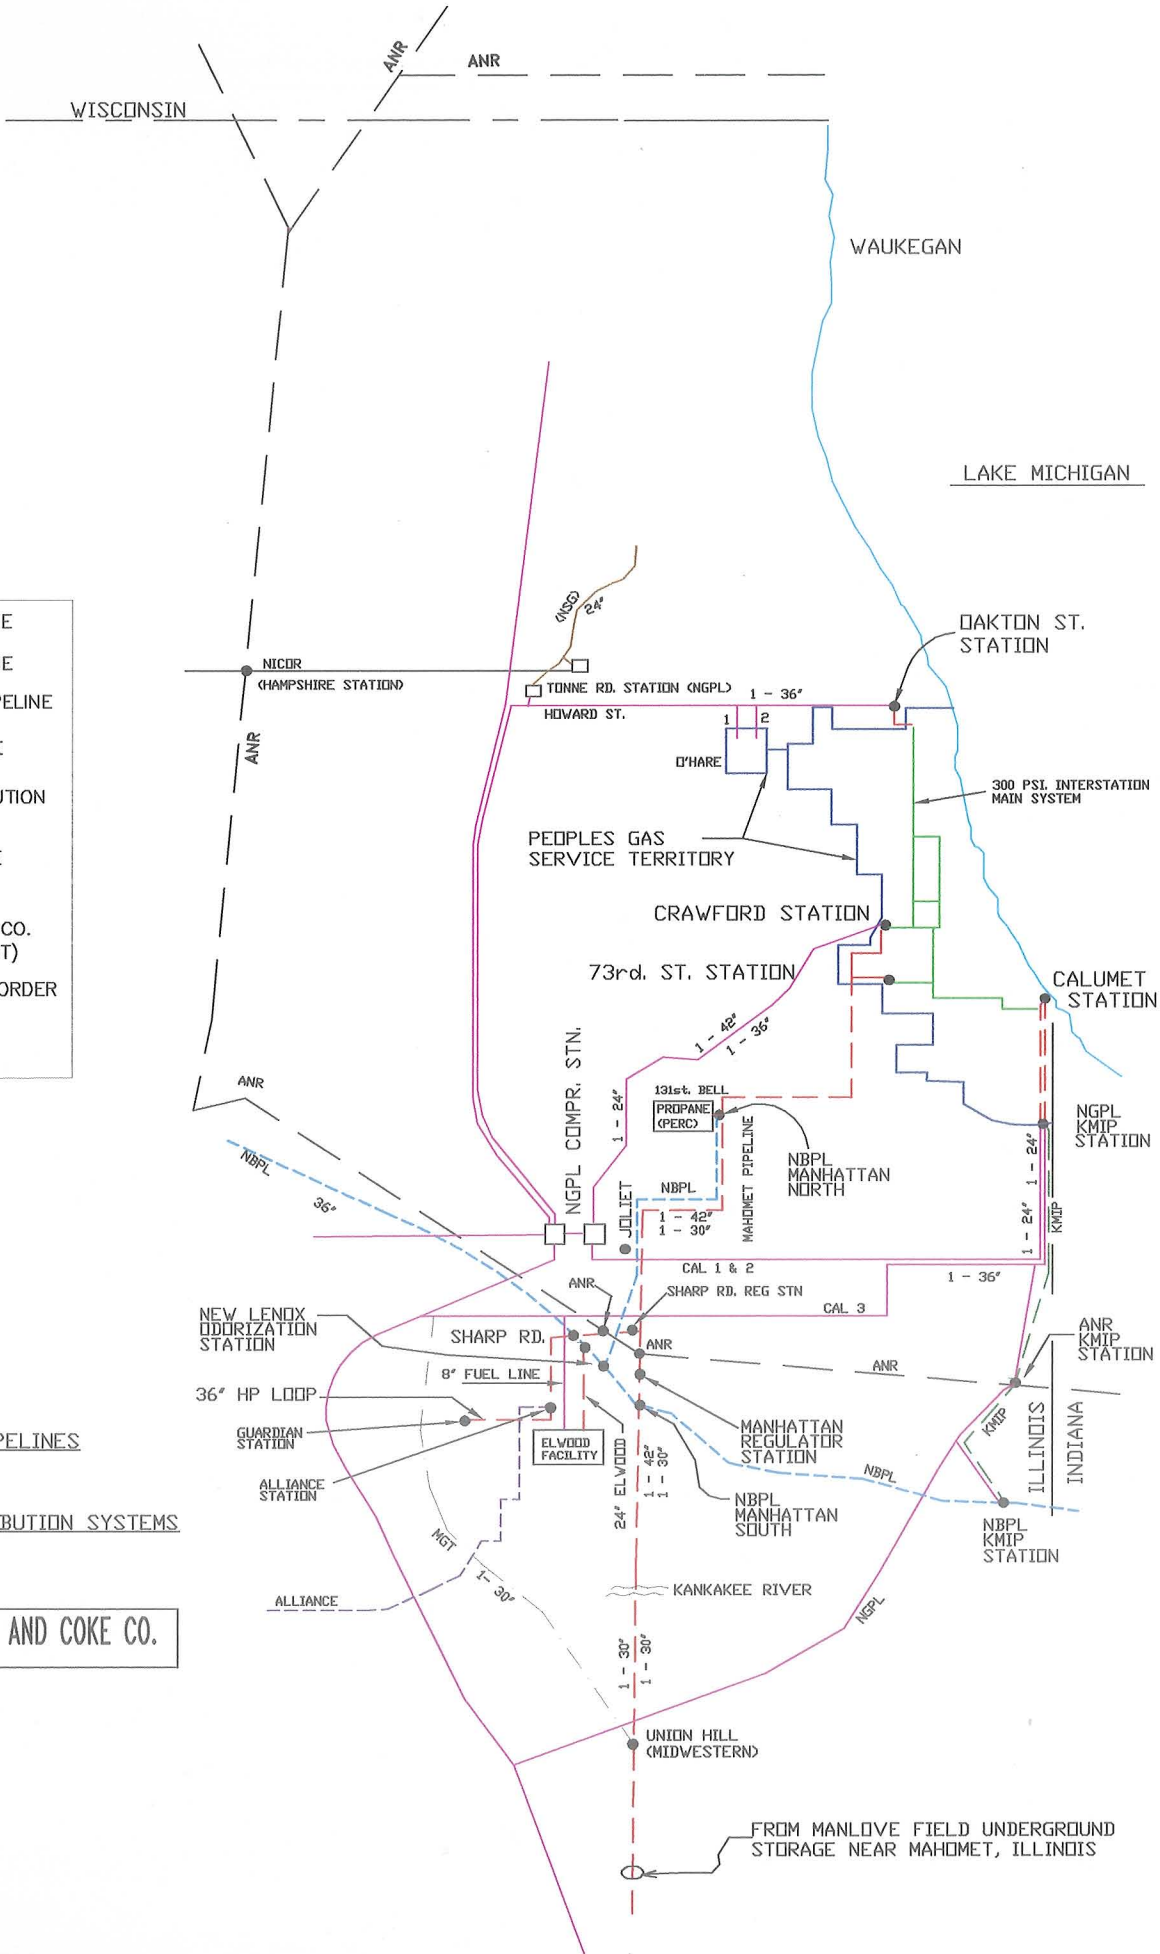 ANR
ANR
WISCONSIN
WAUKEGAN
LAKE MICHIGAN
(NSG)
24"
OAKTON ST.
STATION
E
E
PELINE
E
UTION
E
CO.
T)
ORDER
NICOR
(HAMPSHIRE STATION)
TONNE RD. STATION (NGPL)
1 - 36"
HOWARD ST.
1
2
O'HARE
ANR
300 PSI. INTERSTATION
MAIN SYSTEM
PEOPLES GAS
SERVICE TERRITORY
CRAWFORD STATION
73rd. ST. STATION
CALUMET
STATION
1 - 42"
1 - 36"
NGPL COMPR. STN.
ANR
131st. BELL
PROPANE
(PERC)
1 - 24"
MAHOMET PIPELINE
NGPL
KMIP
STATION
1 - 24"
NBPL
NBPL
MANHATTAN
NORTH
36"
NBPL
JOLIET
1 - 42"
1 - 30"
1 - 24"
KMIP
CAL 1 & 2
1 - 36"
ANR
SHARP RD. REG STN
CAL 3
NEW LENOX
ODORIZATION
STATION
SHARP RD.
ANR
ANR
ANR
KMIP
STATION
8" FUEL LINE
36" HP LOOP
GUARDIAN
STATION
KMIP
ILLINOIS
INDIANA
PELINES
ELWOOD
FACILITY
24" ELWOOD
1 - 42"
1 - 30"
MANHATTAN
REGULATOR
STATION
NBPL
ALLIANCE
STATION
NBPL
MANHATTAN
SOUTH
BUTION SYSTEMS
MGT
NBPL
KMIP
STATION
1- 30"
KANKAKEE RIVER
ALLIANCE
NGPL
AND COKE CO.
1 - 30"
1 - 30"
UNION HILL
(MIDWESTERN)
FROM MANLOVE FIELD UNDERGROUND
STORAGE NEAR MAHOMET, ILLINOIS